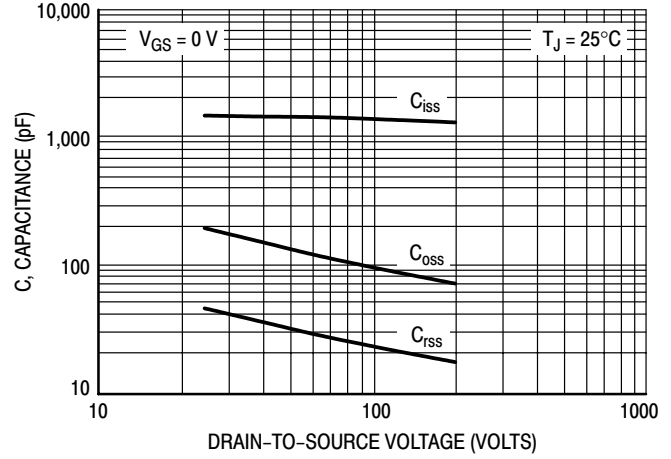 10,000
V_GS = 0 V
T_J = 25°C
C_iss
1,000
C, CAPACITANCE (pF)
C_oss
100
C_rss
10
10
100
1000
DRAIN−TO−SOURCE VOLTAGE (VOLTS)